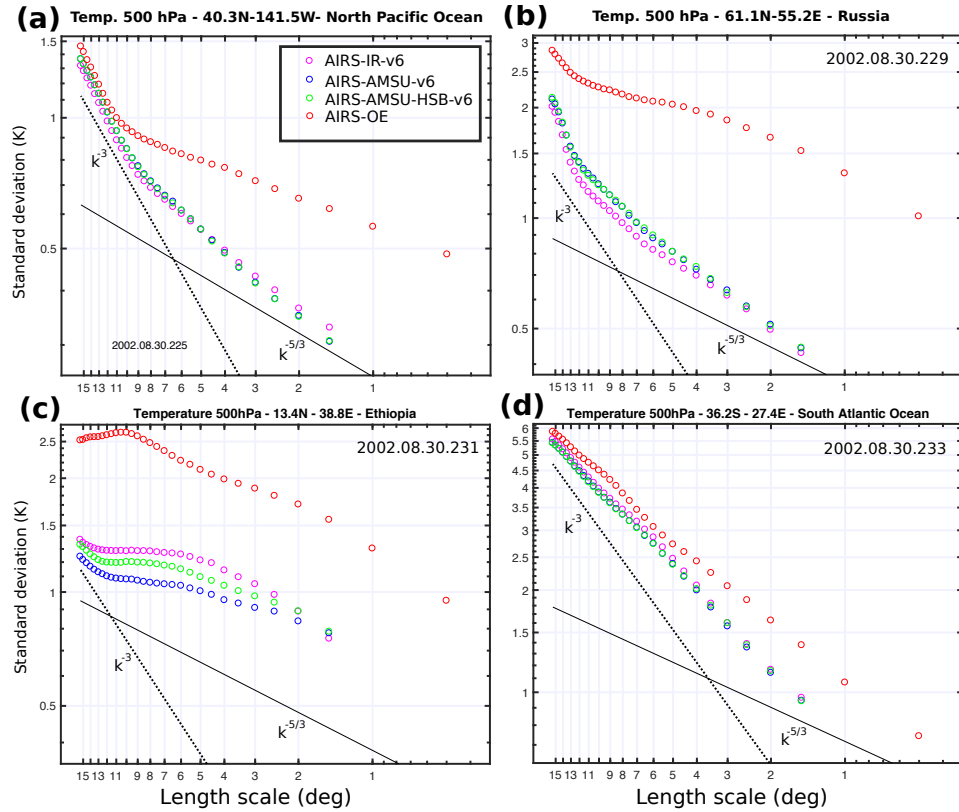 (a)
Temp. 500 hPa - 40.3N-141.5W- North Pacific Ocean
1.5
1
0.5
Standard deviation (K)
AIRS-IR-v6
AIRS-AMSU-v6
AIRS-AMSU-HSB-v6
AIRS-OE
k-3
k-5/3
2002.08.30.225
15 13 11 9 8 7 6 5 4 3 2 1
(b)
Temp. 500 hPa - 61.1N-55.2E - Russia
2002.08.30.229
3
2.5
2
1.5
1
0.5
k-3
k-5/3
15 13 11 9 8 7 6 5 4 3 2 1
(c)
Temperature 500hPa - 13.4N - 38.8E - Ethiopia
2002.08.30.231
2.5
2
1.5
1
0.5
Standard deviation (K)
k-3
k-5/3
15 13 11 9 8 7 6 5 4 3 2 1
Length scale (deg)
(d)
Temperature 500hPa - 36.2S - 27.4E - South Atlantic Ocean
2002.08.30.233
6
5
4.5
4
3.5
3
2.5
2
1.5
1
k-3
k-5/3
15 13 11 9 8 7 6 5 4 3 2 1
Length scale (deg)